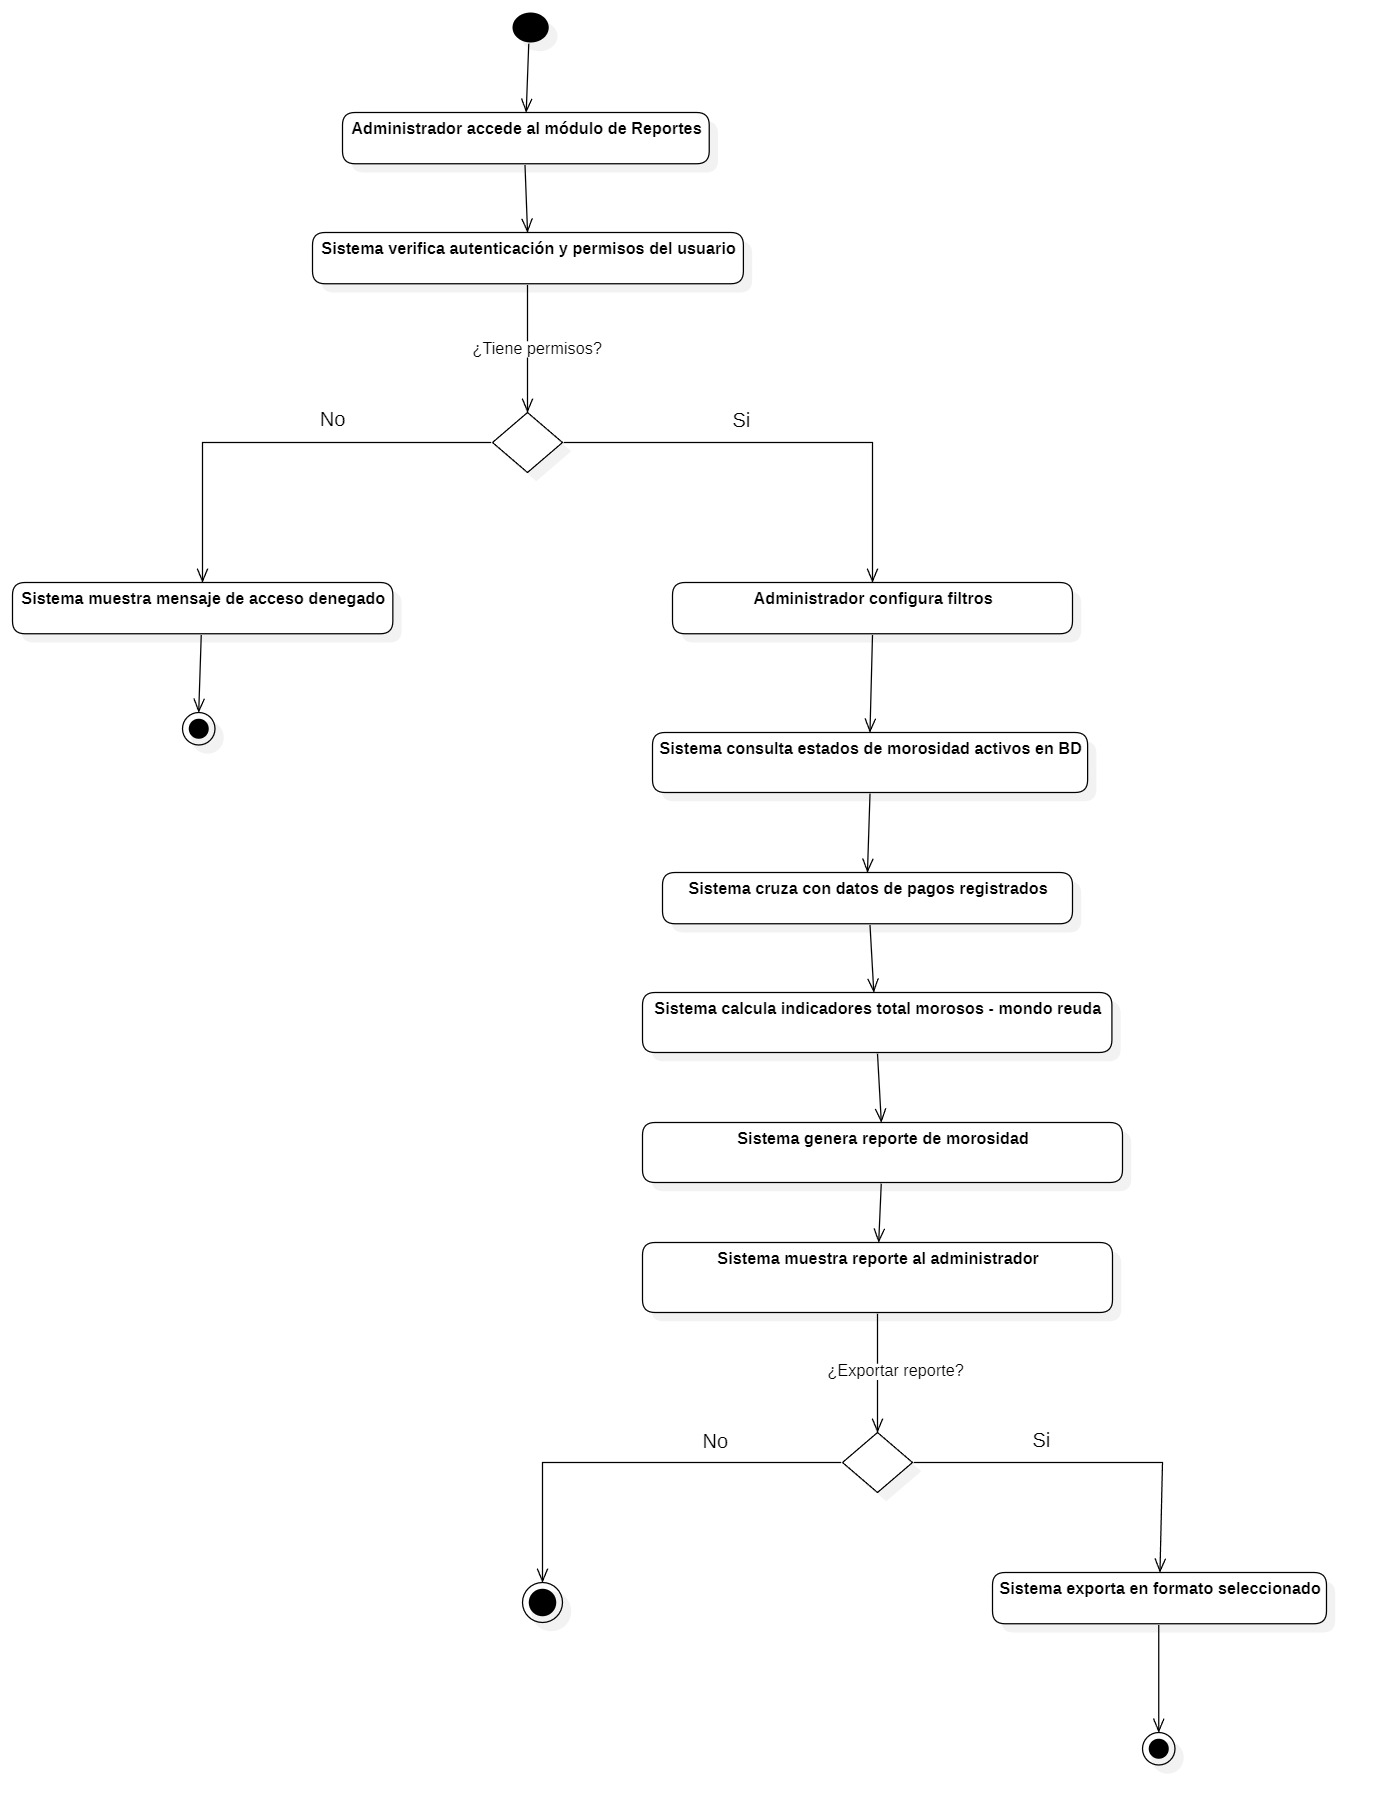 Administrador accede al módulo de Reportes
Sistema verifica autenticación y permisos del usuario
¿Tiene permisos?
No
Si
Sistema muestra mensaje de acceso denegado
Administrador configura filtros
Sistema consulta estados de morosidad activos en BD
Sistema cruza con datos de pagos registrados
Sistema calcula indicadores total morosos - mondo reuda
Sistema genera reporte de morosidad
Sistema muestra reporte al administrador
¿Exportar reporte?
No
Si
Sistema exporta en formato seleccionado